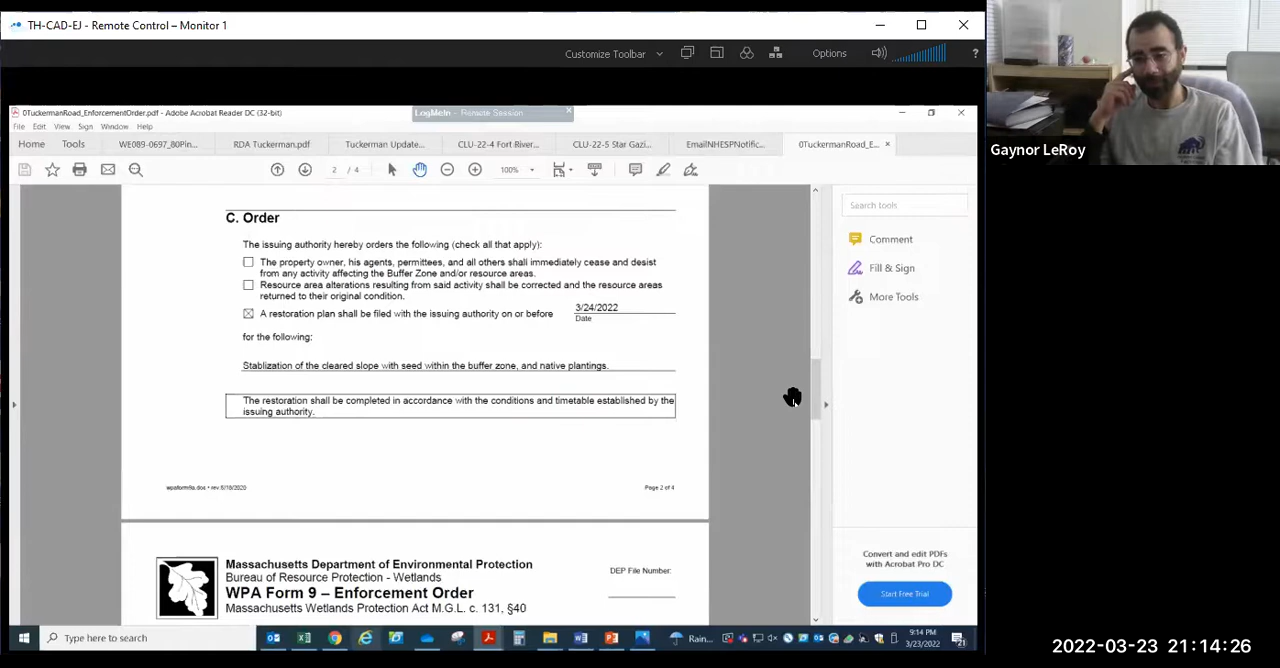 TH-CAD-EJ - Remote Control – Monitor 1
Customize Toolbar
Options
?
0TuckermanRoad_EnforcementOrder.pdf - Adobe Acrobat Reader DC (32-bit)
LogMeIn - Remote Session
File Edit View Sign Window Help
Home Tools WE089-0697_80Pin... RDA Tuckerman.pdf Tuckerman Update... CLU-22-4 Fort River... CLU-22-5 Star Gazi... EmailNHESPNotific... 0TuckermanRoad_E...
2 / 4 100%
Search tools
Comment
Fill & Sign
More Tools
C. Order
The issuing authority hereby orders the following (check all that apply):
The property owner, his agents, permittees, and all others shall immediately cease and desist
from any activity affecting the Buffer Zone and/or resource areas.
Resource area alterations resulting from said activity shall be corrected and the resource areas
returned to their original condition.
A restoration plan shall be filed with the issuing authority on or before 3/24/2022
Date
for the following:
Stablization of the cleared slope with seed within the buffer zone, and native plantings.
The restoration shall be completed in accordance with the conditions and timetable established by the
issuing authority.
wpaform9a.doc • rev. 6/18/2020 Page 2 of 4
Massachusetts Department of Environmental Protection
Bureau of Resource Protection - Wetlands
WPA Form 9 – Enforcement Order
Massachusetts Wetlands Protection Act M.G.L. c. 131, §40
DEP File Number:
Convert and edit PDFs
with Acrobat Pro DC
Start Free Trial
Type here to search
Rain...
9:14 PM
3/23/2022
Gaynor LeRoy
2022-03-23 21:14:26